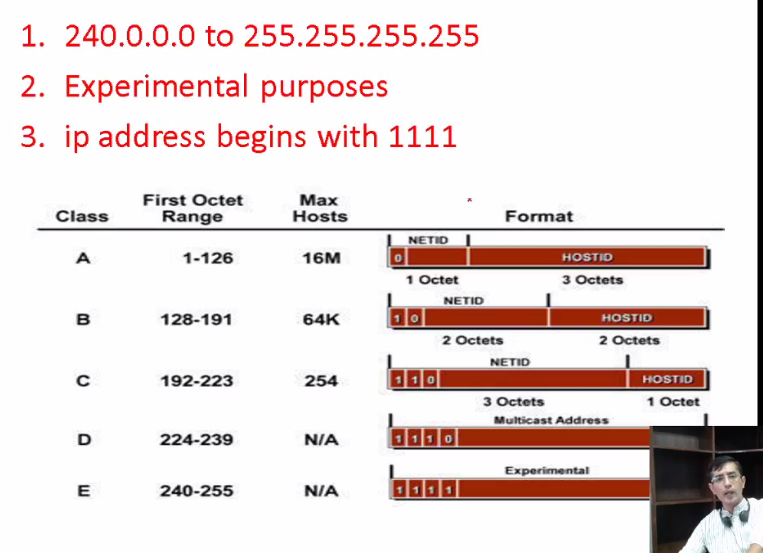 1. 240.0.0.0 to 255.255.255.255
2. Experimental purposes
3. ip address begins with 1111
Class First Octet Range Max Hosts Format
A 1-126 16M NETID 0 HOSTID
1 Octet 3 Octets
B 128-191 64K NETID 1 0 HOSTID
2 Octets 2 Octets
C 192-223 254 NETID 1 1 0 HOSTID
3 Octets 1 Octet
D 224-239 N/A Multicast Address 1 1 1 0
E 240-255 N/A Experimental 1 1 1 1